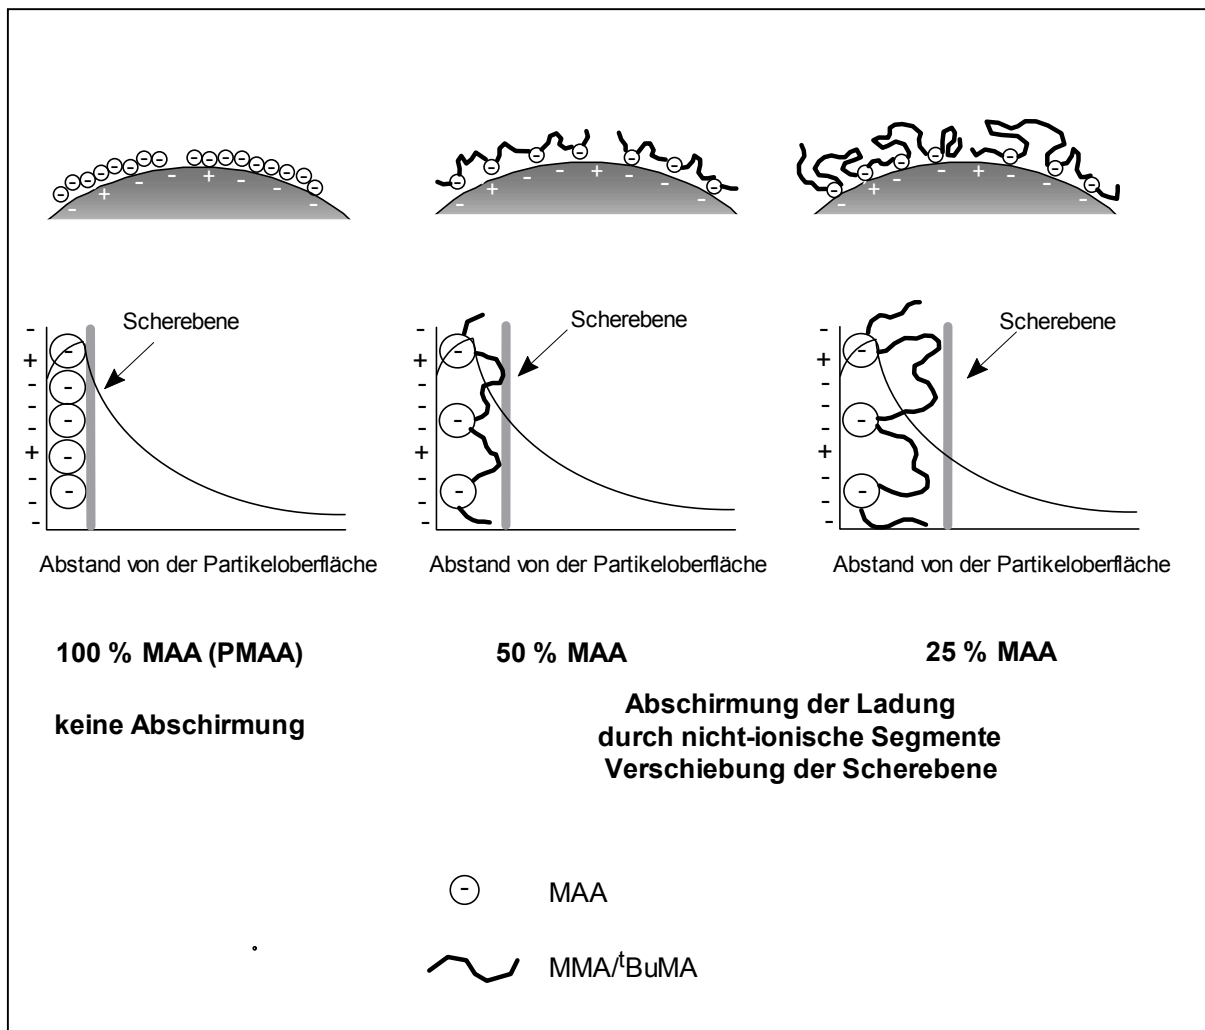 Scherebene
Scherebene
Scherebene
Abstand von der Partikeloberfläche
Abstand von der Partikeloberfläche
Abstand von der Partikeloberfläche
100 % MAA (PMAA)
50 % MAA
25 % MAA
keine Abschirmung
Abschirmung der Ladung
durch nicht-ionische Segmente
Verschiebung der Scherebene
MAA
MMA/tBuMA